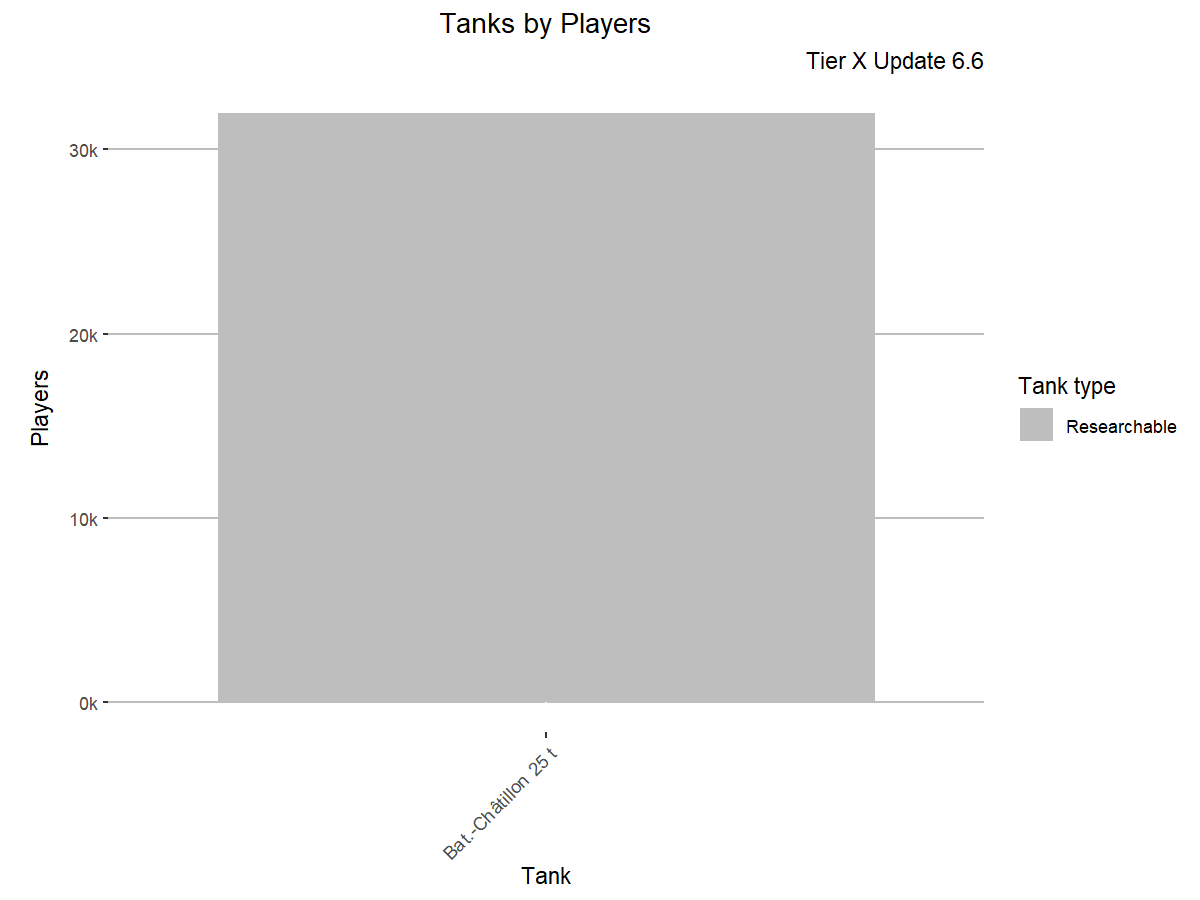 Tanks by Players
Tier X Update 6.6
30k
20k
10k
0k
Players
Bat.-Châtillon 25 t
Tank
Tank type
Researchable